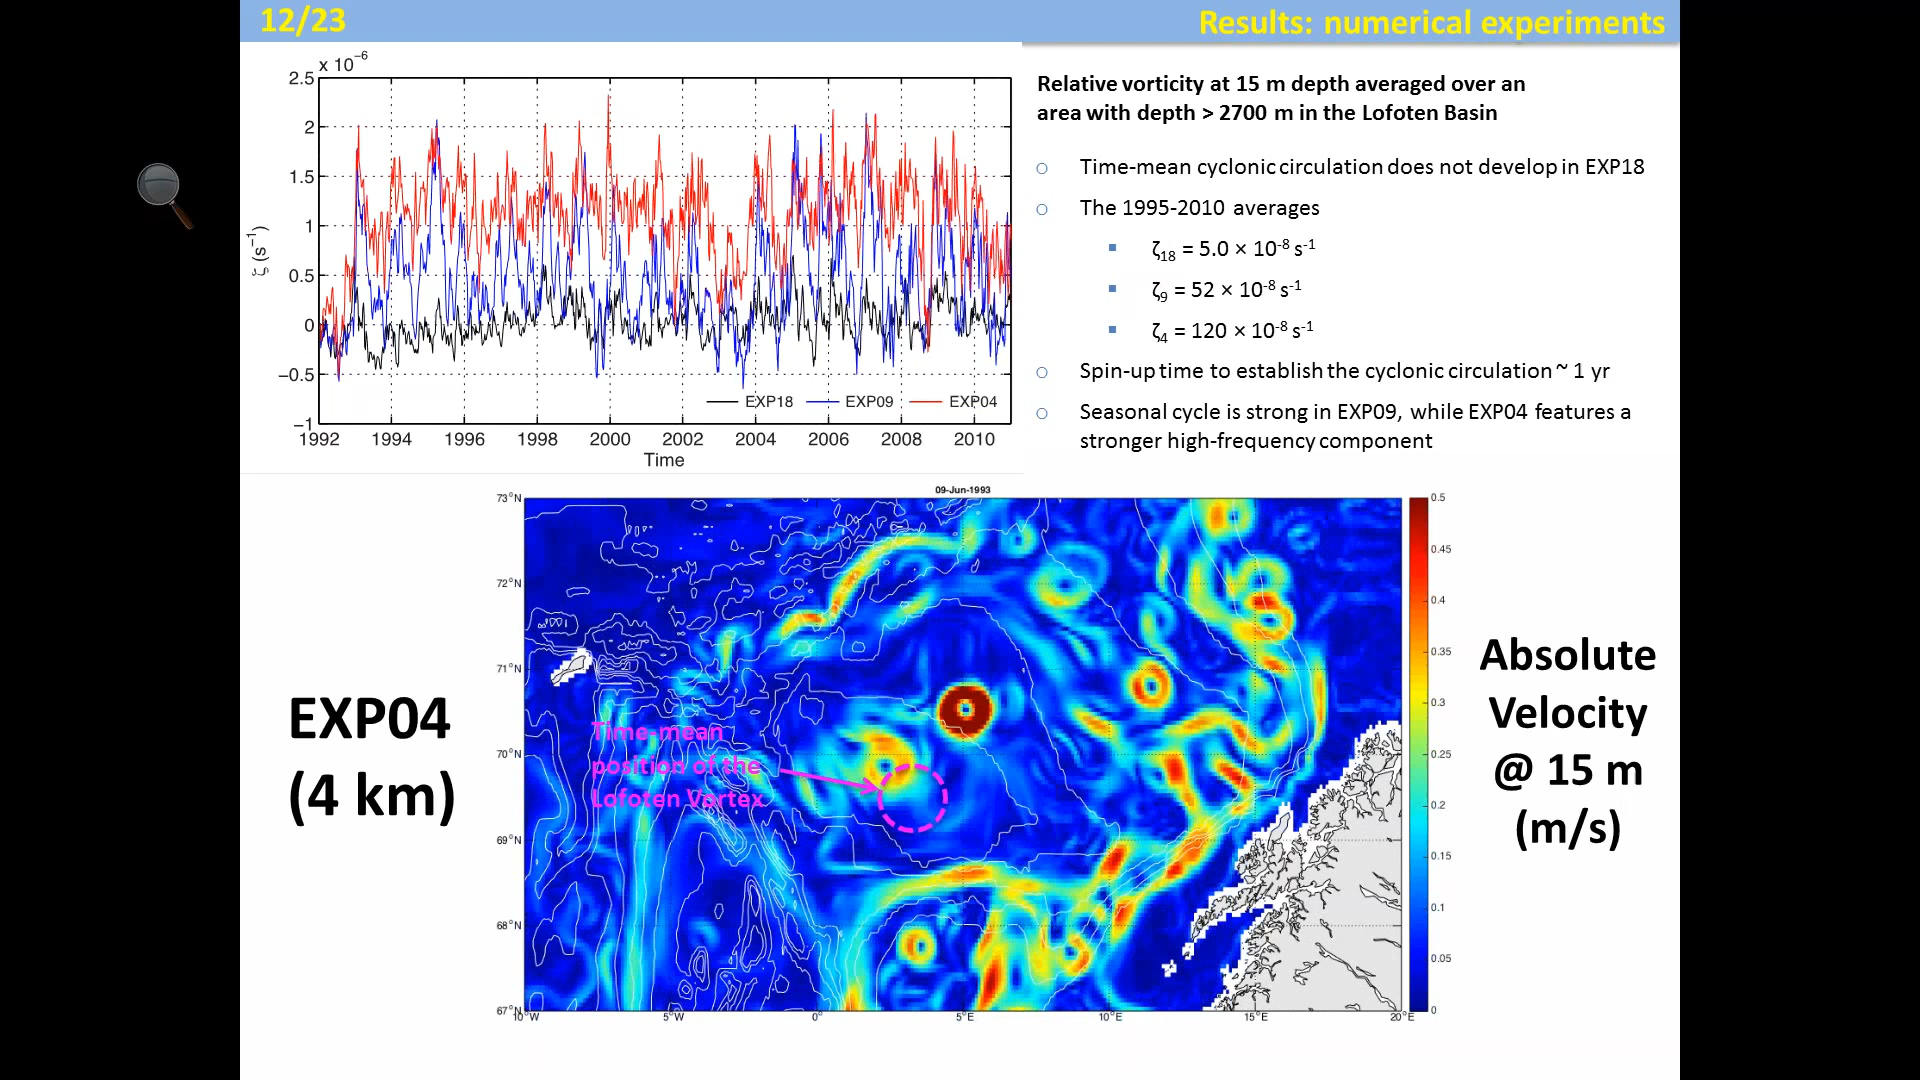 12/23
Results: numerical experiments
x 10⁻⁶
2.5
2
1.5
1
0.5
0
−0.5
−1
ζ (s⁻¹)
EXP18 EXP09 EXP04
1992 1994 1996 1998 2000 2002 2004 2006 2008 2010
Time
Relative vorticity at 15 m depth averaged over an
area with depth > 2700 m in the Lofoten Basin
Time-mean cyclonic circulation does not develop in EXP18
The 1995-2010 averages
ζ₁₈ = 5.0 × 10⁻⁸ s⁻¹
ζ₉ = 52 × 10⁻⁸ s⁻¹
ζ₄ = 120 × 10⁻⁸ s⁻¹
Spin-up time to establish the cyclonic circulation ~ 1 yr
Seasonal cycle is strong in EXP09, while EXP04 features a
stronger high-frequency component
EXP04
(4 km)
09-Jun-1993
73°N
72°N
71°N
70°N
69°N
68°N
67°N
10°W 5°W 0° 5°E 10°E 15°E 20°E
Time-mean
position of the
Lofoten Vortex
0.5
0.45
0.4
0.35
0.3
0.25
0.2
0.15
0.1
0.05
0
Absolute
Velocity
@ 15 m
(m/s)